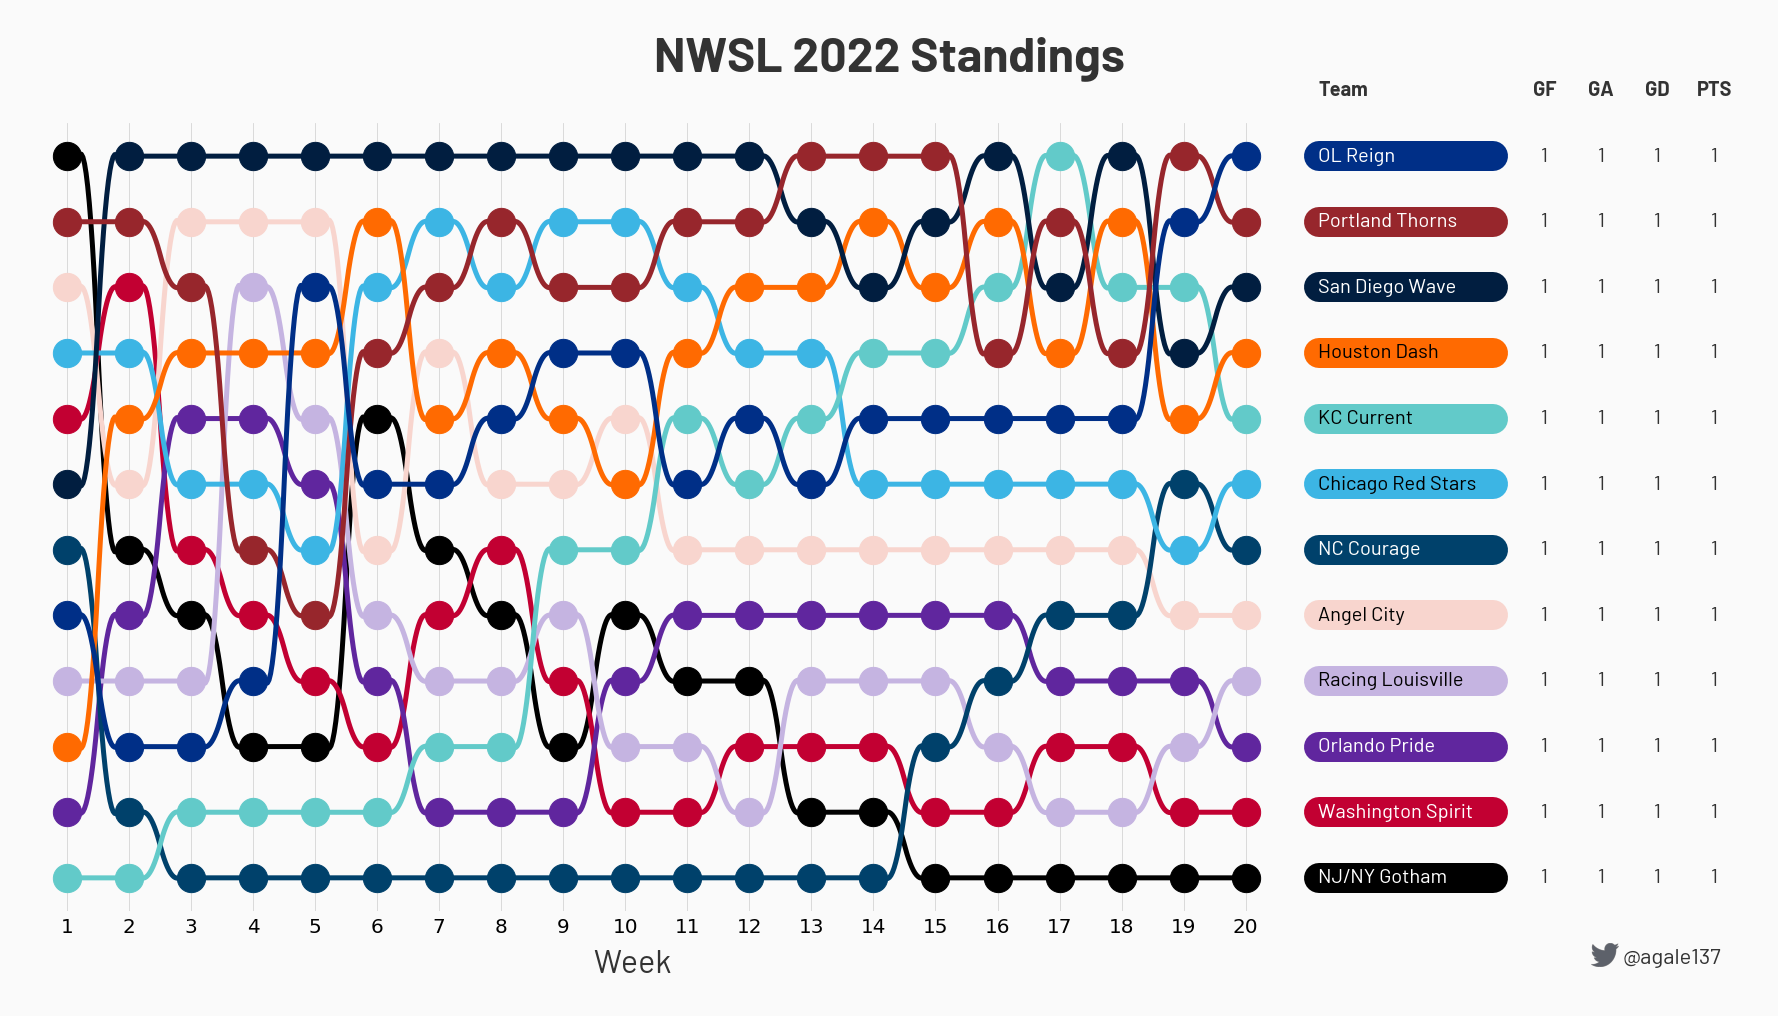 NWSL 2022 Standings
Team GF GA GD PTS
OL Reign 1 1 1 1
Portland Thorns 1 1 1 1
San Diego Wave 1 1 1 1
Houston Dash 1 1 1 1
KC Current 1 1 1 1
Chicago Red Stars 1 1 1 1
NC Courage 1 1 1 1
Angel City 1 1 1 1
Racing Louisville 1 1 1 1
Orlando Pride 1 1 1 1
Washington Spirit 1 1 1 1
NJ/NY Gotham 1 1 1 1
1 2 3 4 5 6 7 8 9 10 11 12 13 14 15 16 17 18 19 20
Week
@agale137